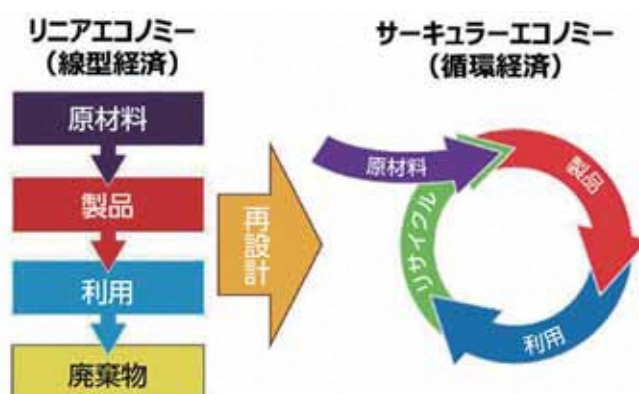 リニアエコノミー
（線型経済）
原材料
製品
利用
廃棄物
再設計
サーキュラーエコノミー
（循環経済）
原材料
製品
利用
リサイクル